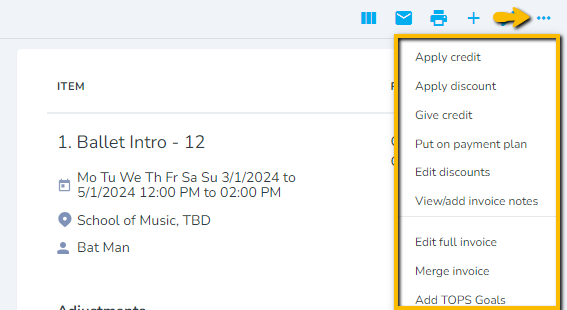 ITEM
1. Ballet Intro - 12
Mo Tu We Th Fr Sa Su 3/1/2024 to
5/1/2024 12:00 PM to 02:00 PM
School of Music, TBD
Bat Man
Adjustments
Apply credit
Apply discount
Give credit
Put on payment plan
Edit discounts
View/add invoice notes
Edit full invoice
Merge invoice
Add TOPS Goals